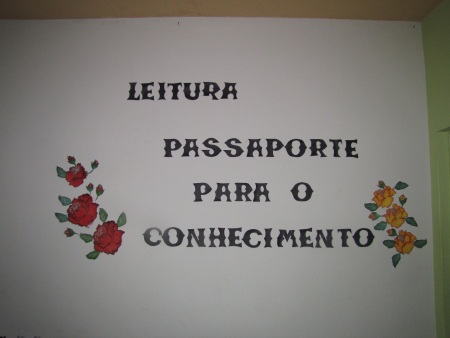 LEITURA
PASSAPORTE
PARA O
CONHECIMENTO